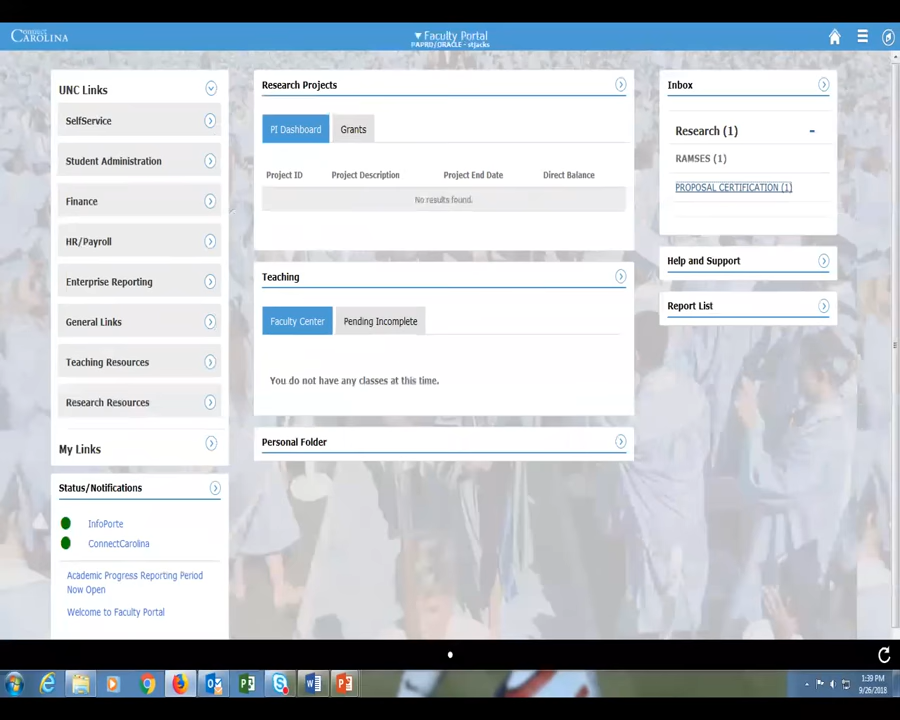 CONNECT
CAROLINA
Faculty Portal
PAPRD/ORACLE - stjacks
UNC Links
SelfService
Student Administration
Finance
HR/Payroll
Enterprise Reporting
General Links
Teaching Resources
Research Resources
My Links
Status/Notifications
InfoPorte
ConnectCarolina
Academic Progress Reporting Period
Now Open
Welcome to Faculty Portal
Research Projects
PI Dashboard
Grants
Project ID Project Description Project End Date Direct Balance
No results found.
Teaching
Faculty Center
Pending Incomplete
You do not have any classes at this time.
Personal Folder
Inbox
Research (1)
RAMSES (1)
PROPOSAL CERTIFICATION (1)
Help and Support
Report List
1:39 PM
9/26/2018